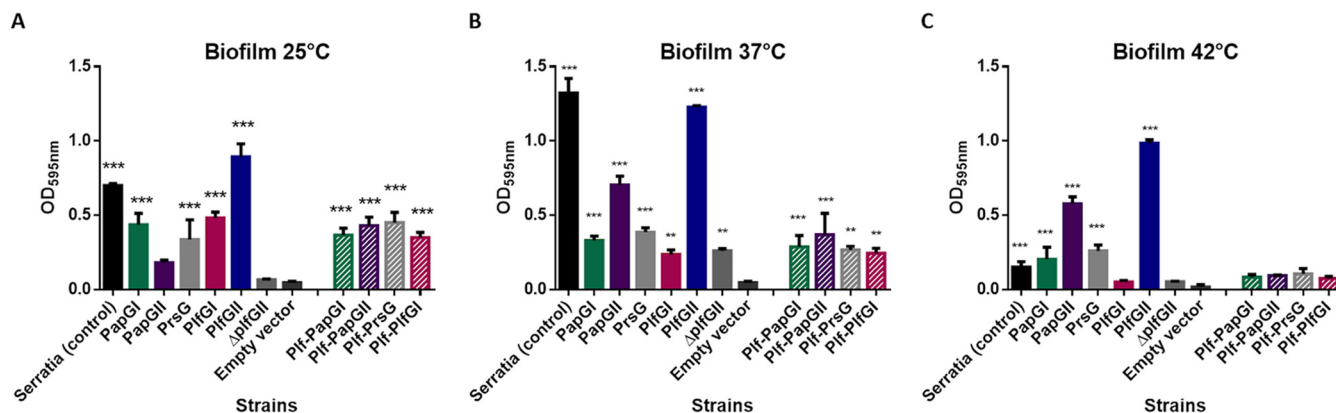 A
Biofilm 25°C
1.5
1.0
0.5
0.0
OD595nm
***
***
***
***
***
***
***
***
***
Serratia (control)
PapGI
PapGII
PrsG
PlfGI
PlfGII
ΔplfGII
Empty vector
Plf-PapGI
Plf-PapGII
Plf-PrsG
Plf-PlfGI
Strains
B
Biofilm 37°C
1.5
1.0
0.5
0.0
OD595nm
***
***
***
***
**
***
**
***
***
**
**
Serratia (control)
PapGI
PapGII
PrsG
PlfGI
PlfGII
ΔplfGII
Empty vector
Plf-PapGI
Plf-PapGII
Plf-PrsG
Plf-PlfGI
Strains
C
Biofilm 42°C
1.5
1.0
0.5
0.0
OD595nm
***
***
***
***
***
Serratia (control)
PapGI
PapGII
PrsG
PlfGI
PlfGII
ΔplfGII
Empty vector
Plf-PapGI
Plf-PapGII
Plf-PrsG
Plf-PlfGI
Strains